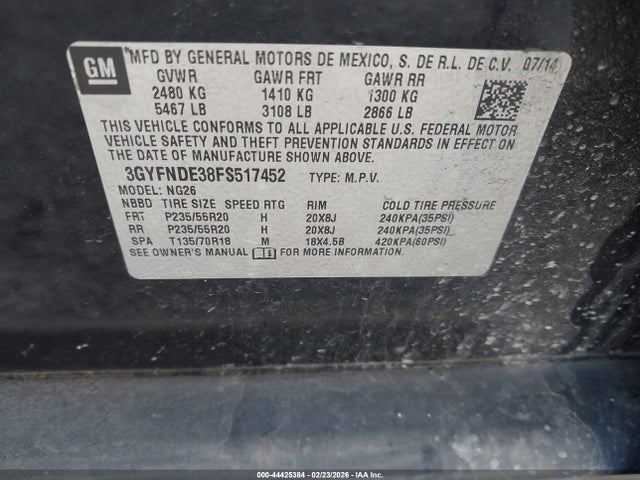 GM
MFD BY GENERAL MOTORS DE MEXICO, S. DE R.L. DE C.V. 07/14
GVWR GAWR FRT GAWR RR
2480 KG 1410 KG 1300 KG
5467 LB 3108 LB 2866 LB
THIS VEHICLE CONFORMS TO ALL APPLICABLE U.S. FEDERAL MOTOR
VEHICLE SAFETY AND THEFT PREVENTION STANDARDS IN EFFECT ON
THE DATE OF MANUFACTURE SHOWN ABOVE.
3GYFNDE38FS517452 TYPE: M.P.V.
MODEL: NG26
NBBD TIRE SIZE SPEED RTG RIM COLD TIRE PRESSURE
FRT P235/55R20 H 20X8J 240KPA(35PSI)
RR P235/55R20 H 20X8J 240KPA(35PSI)
SPA T135/70R18 M 18X4.5B 420KPA(60PSI)
SEE OWNER'S MANUAL FOR MORE INFORMATION.
000-44425384 - 02/23/2026 - IAAI.com